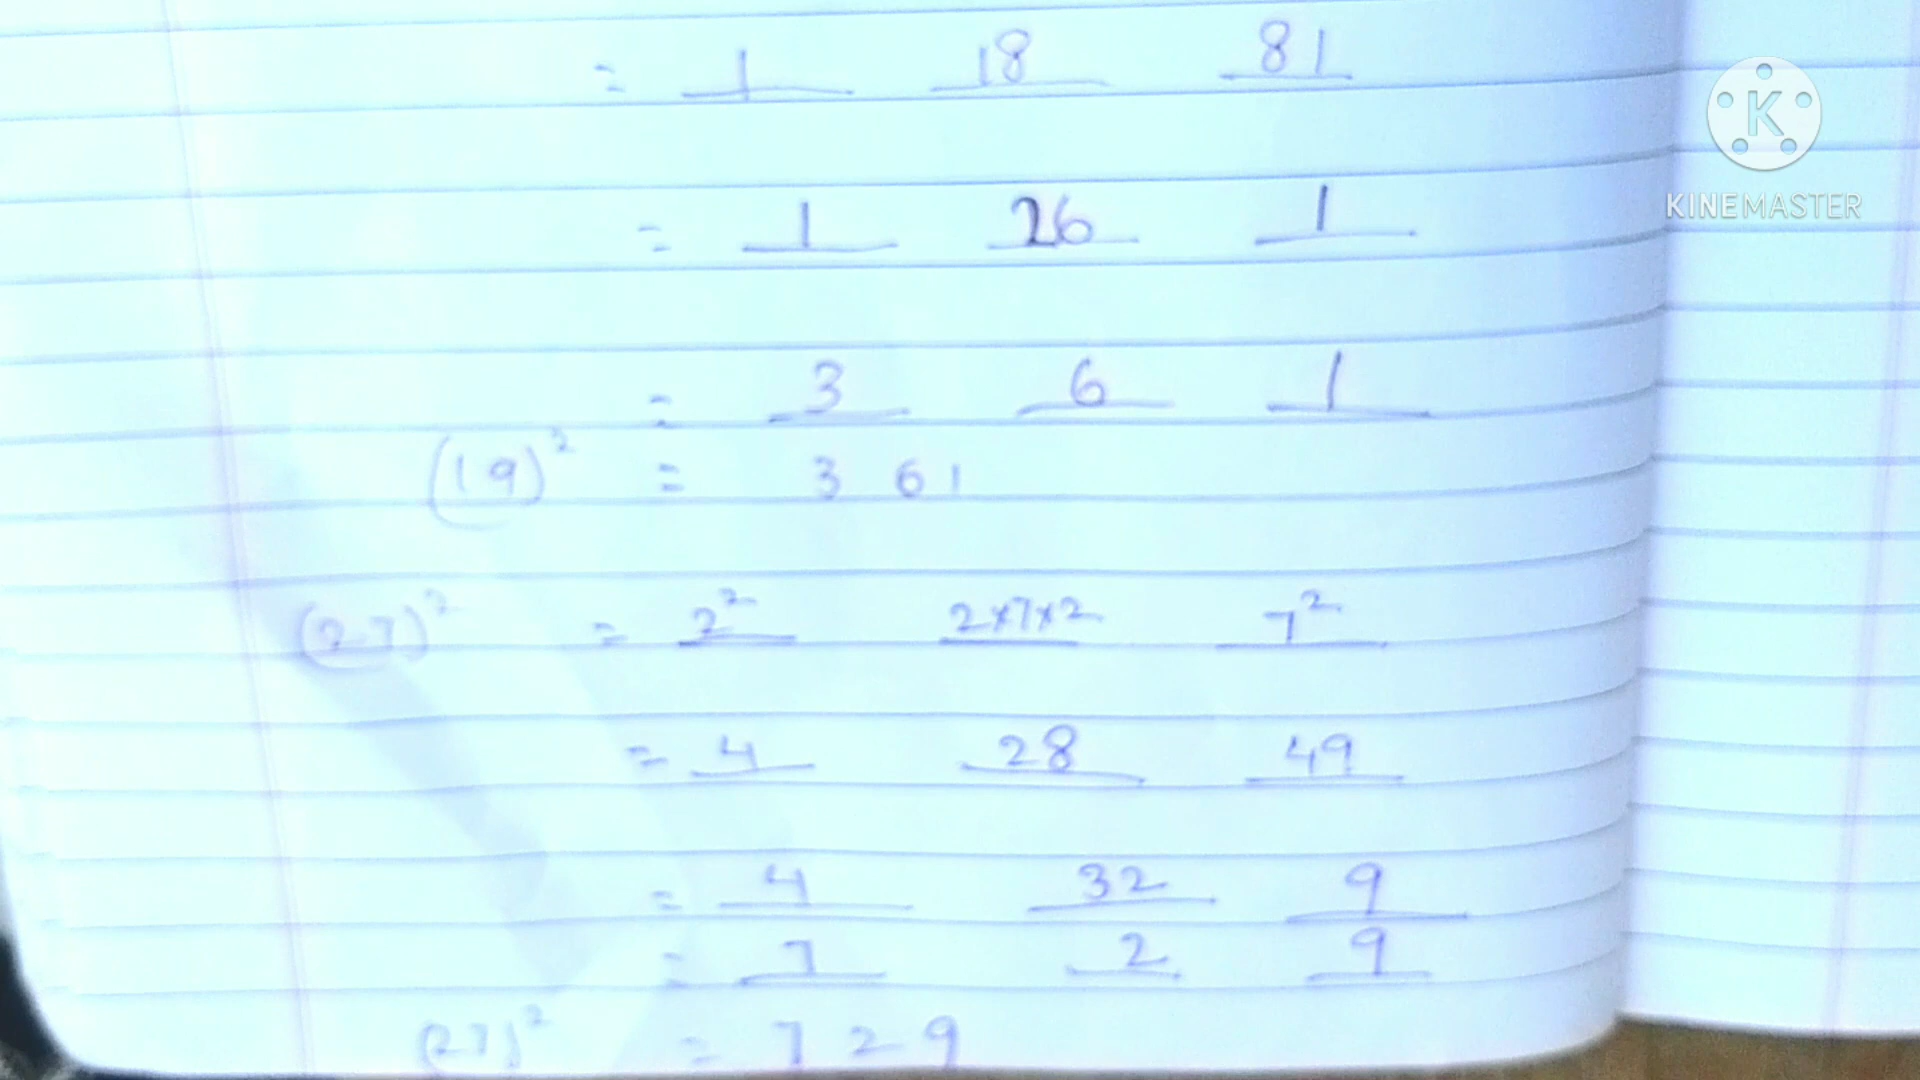 = 1 18 81
= 1 26 1
= 3 6 1
(19)² = 3 6 1
(27)² = 2² 2×7×2 7²
= 4 28 49
= 4 32 9
= 7 2 9
(27)² = 7 2 9
K
KINEMASTER